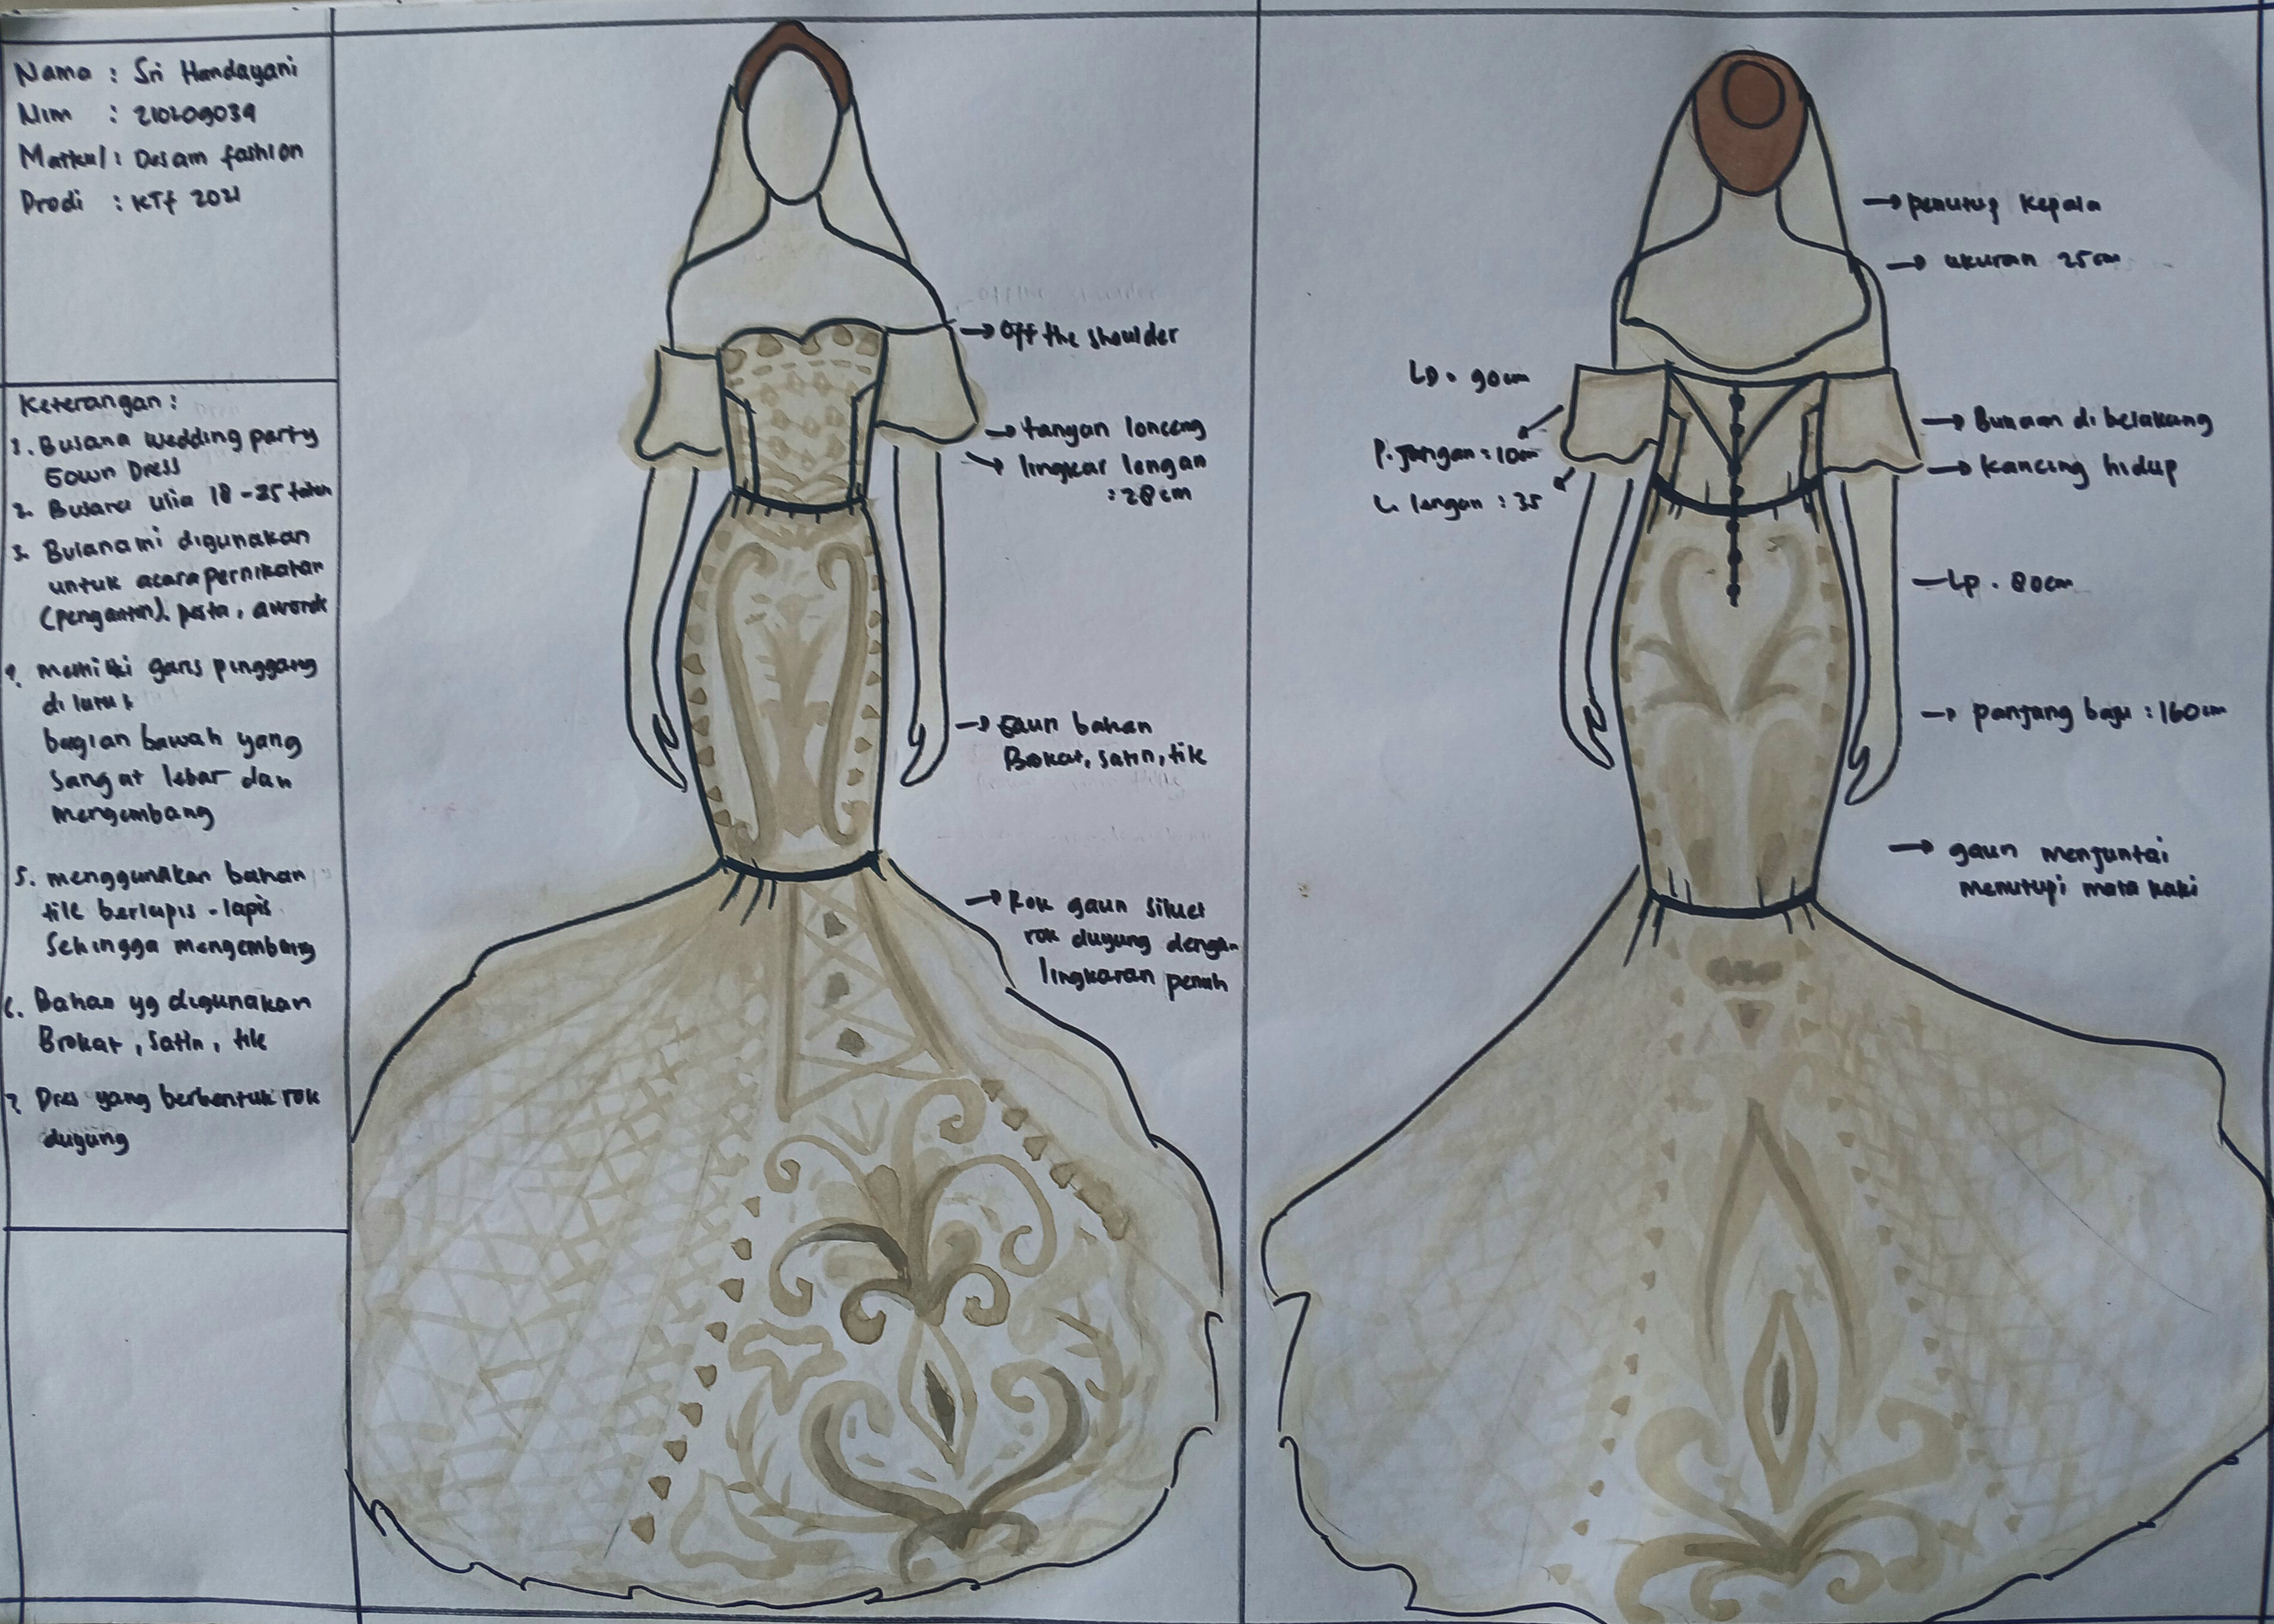 Nama : Sri Handayani
Nim : 210209039
Matkul : Desain fashion
Prodi : KTf 2021
Keterangan :
1. Busana wedding party
Gown Dress
2. Busana usia 18 - 25 tahun
3. Busana ini digunakan
untuk acara pernikahan
(pengantin), pesta, awards
4. memiliki garis pinggang
di lutut
bagian bawah yang
sangat lebar dan
mengembang
5. menggunakan bahan
tile berlapis - lapis
Sehingga mengembang
6. Bahan yg digunakan
Brokat, Satin, tile
7. Dres yang berbentuk rok
duyung
Off the shoulder
tangan lonceng
lingkar lengan
: 28 cm
Gaun bahan
Brokat, satin, tile
Rok gaun siluet
rok duyung dengan
lingkaran penuh
penutup kepala
ukuran 25 cm
LD . 90 cm
P. tangan : 10 cm
L. lengan : 35
Bukaan di belakang
Kancing hidup
Lp . 80 cm
panjang baju : 160 cm
gaun menjuntai
menutupi mata kaki